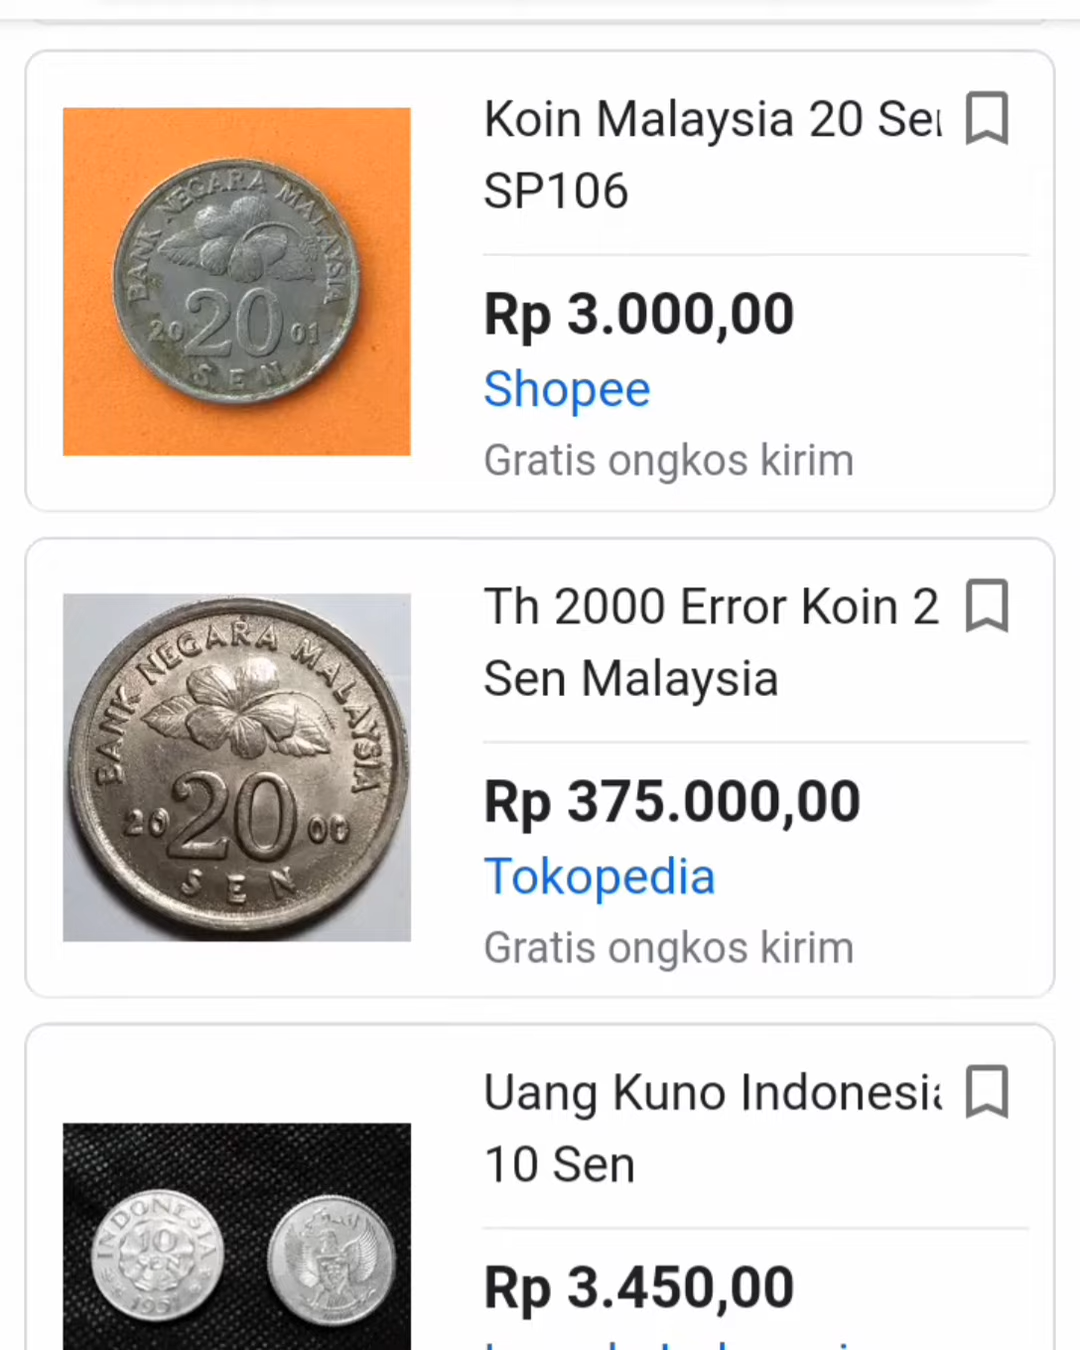 Koin Malaysia 20
SP106
BANK NEGARA MALAYSIA
20 20 01
SEN
Rp 3.000,00
Shopee
Gratis ongkos kirim
Th 2000 Error Koin 2
Sen Malaysia
BANK NEGARA MALAYSIA
20 20 00
SEN
Rp 375.000,00
Tokopedia
Gratis ongkos kirim
Uang Kuno
10 Sen
INDONESIA
10
SEN
Rp 3.450,00